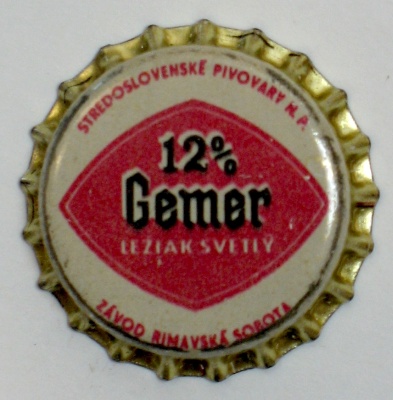 STREDOSLOVENSKÉ PIVOVARY N. P.
12%
Gemer
LEŽIAK SVETLÝ
ZÁVOD RIMAVSKÁ SOBOTA